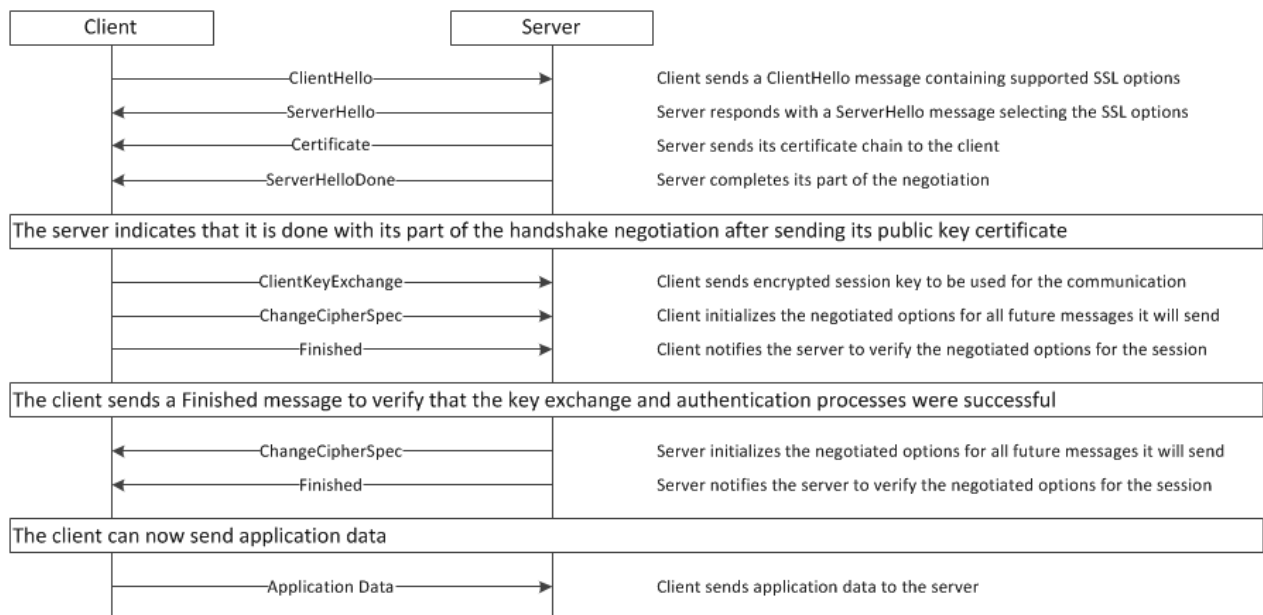 Client Server
ClientHello Client sends a ClientHello message containing supported SSL options
ServerHello Server responds with a ServerHello message selecting the SSL options
Certificate Server sends its certificate chain to the client
ServerHelloDone Server completes its part of the negotiation
The server indicates that it is done with its part of the handshake negotiation after sending its public key certificate
ClientKeyExchange Client sends encrypted session key to be used for the communication
ChangeCipherSpec Client initializes the negotiated options for all future messages it will send
Finished Client notifies the server to verify the negotiated options for the session
The client sends a Finished message to verify that the key exchange and authentication processes were successful
ChangeCipherSpec Server initializes the negotiated options for all future messages it will send
Finished Server notifies the server to verify the negotiated options for the session
The client can now send application data
Application Data Client sends application data to the server